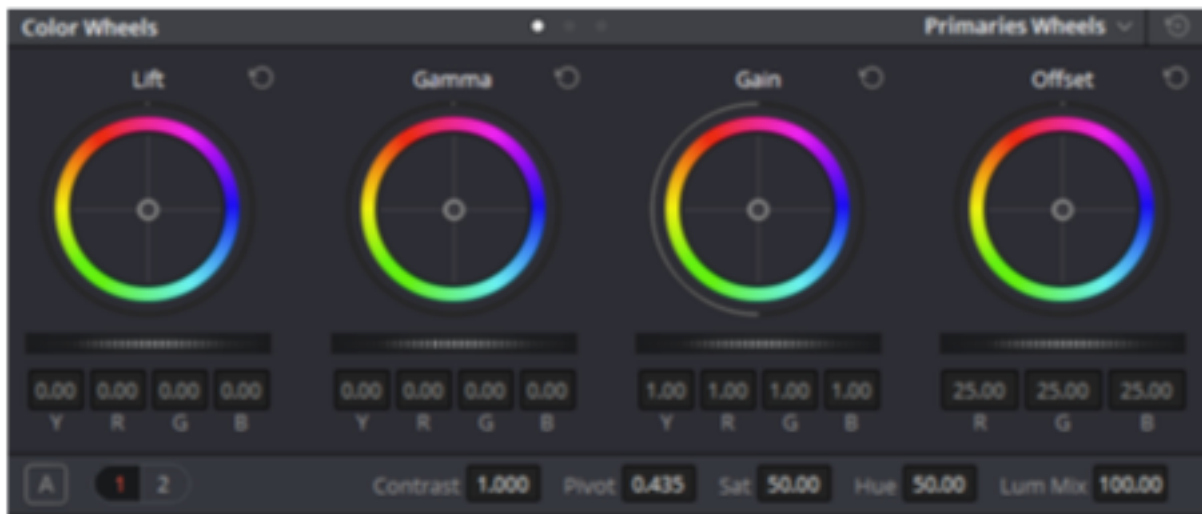 Color Wheels Primaries Wheels
Lift Gamma Gain Offset
0.00 0.00 0.00 0.00 0.00 0.00 0.00 0.00 1.00 1.00 1.00 1.00 25.00 25.00 25.00
Y R G B Y R G B Y R G B R G B
A 1 2 Contrast 1.000 Pivot 0.435 Sat 50.00 Hue 50.00 Lum Mix 100.00